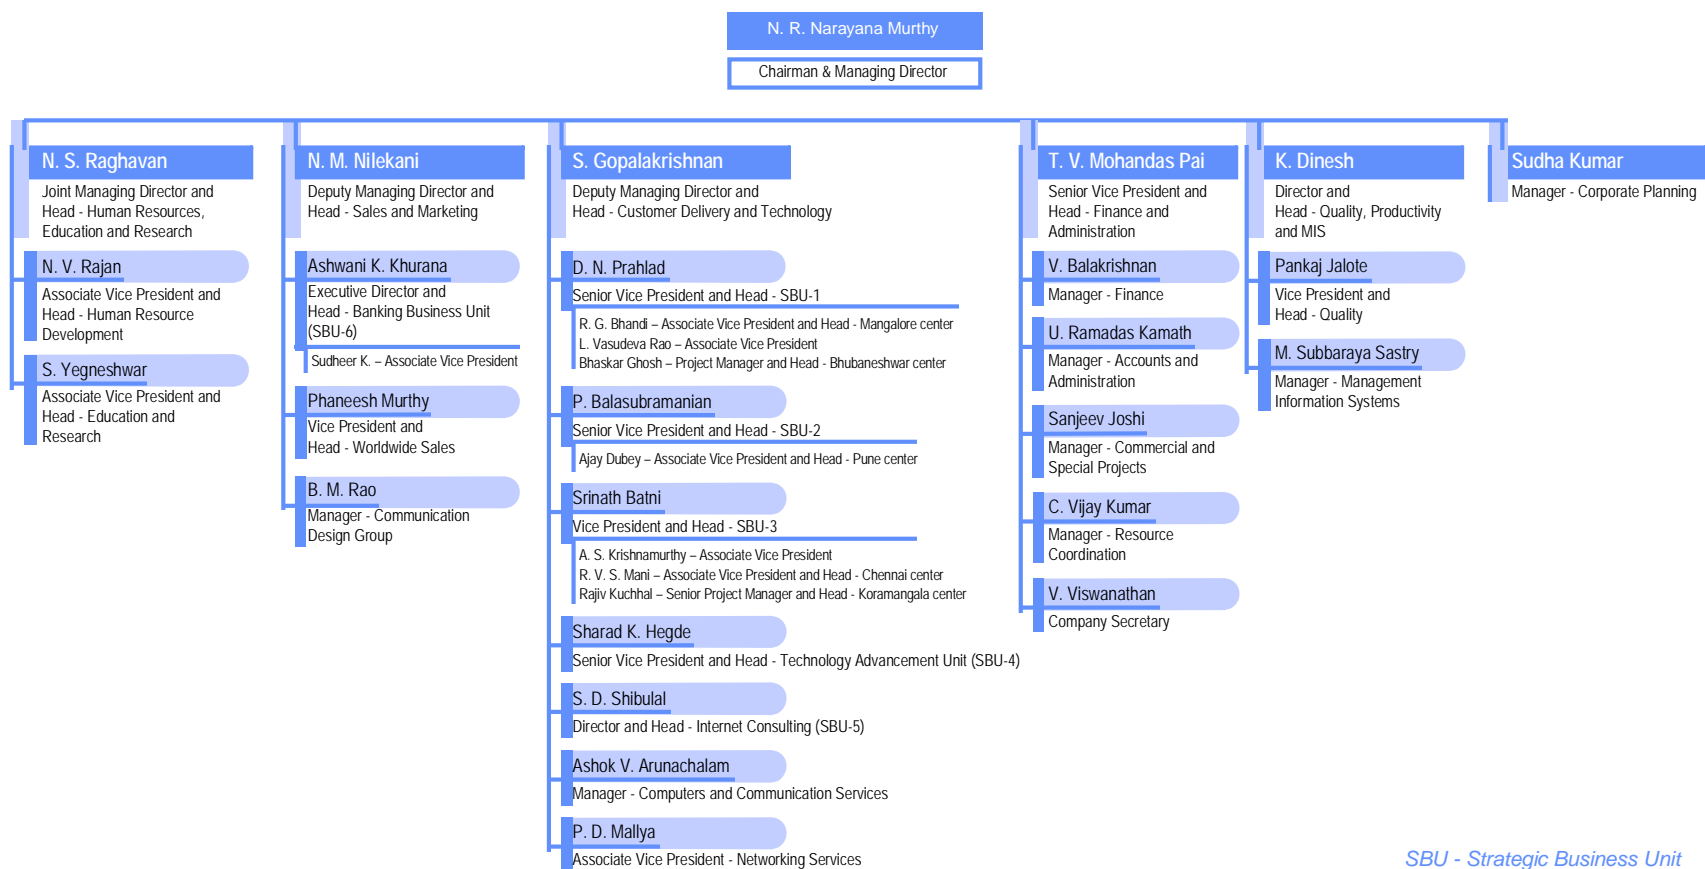 N. R. Narayana Murthy
Chairman & Managing Director
N. S. Raghavan
Joint Managing Director and
Head - Human Resources,
Education and Research
N. V. Rajan
Associate Vice President and
Head - Human Resource
Development
S. Yegneshwar
Associate Vice President and
Head - Education and
Research
N. M. Nilekani
Deputy Managing Director and
Head - Sales and Marketing
Ashwani K. Khurana
Executive Director and
Head - Banking Business Unit
(SBU-6)
Sudheer K. – Associate Vice President
Phaneesh Murthy
Vice President and
Head - Worldwide Sales
B. M. Rao
Manager - Communication
Design Group
S. Gopalakrishnan
Deputy Managing Director and
Head - Customer Delivery and Technology
D. N. Prahlad
Senior Vice President and Head - SBU-1
R. G. Bhandi – Associate Vice President and Head - Mangalore center
L. Vasudeva Rao – Associate Vice President
Bhaskar Ghosh – Project Manager and Head - Bhubaneshwar center
P. Balasubramanian
Senior Vice President and Head - SBU-2
Ajay Dubey – Associate Vice President and Head - Pune center
Srinath Batni
Vice President and Head - SBU-3
A. S. Krishnamurthy – Associate Vice President
R. V. S. Mani – Associate Vice President and Head - Chennai center
Rajiv Kuchhal – Senior Project Manager and Head - Koramangala center
Sharad K. Hegde
Senior Vice President and Head - Technology Advancement Unit (SBU-4)
S. D. Shibulal
Director and Head - Internet Consulting (SBU-5)
Ashok V. Arunachalam
Manager - Computers and Communication Services
P. D. Mallya
Associate Vice President - Networking Services
T. V. Mohandas Pai
Senior Vice President and
Head - Finance and
Administration
V. Balakrishnan
Manager - Finance
U. Ramadas Kamath
Manager - Accounts and
Administration
Sanjeev Joshi
Manager - Commercial and
Special Projects
C. Vijay Kumar
Manager - Resource
Coordination
V. Viswanathan
Company Secretary
K. Dinesh
Director and
Head - Quality, Productivity
and MIS
Pankaj Jalote
Vice President and
Head - Quality
M. Subbaraya Sastry
Manager - Management
Information Systems
Sudha Kumar
Manager - Corporate Planning
SBU - Strategic Business Unit